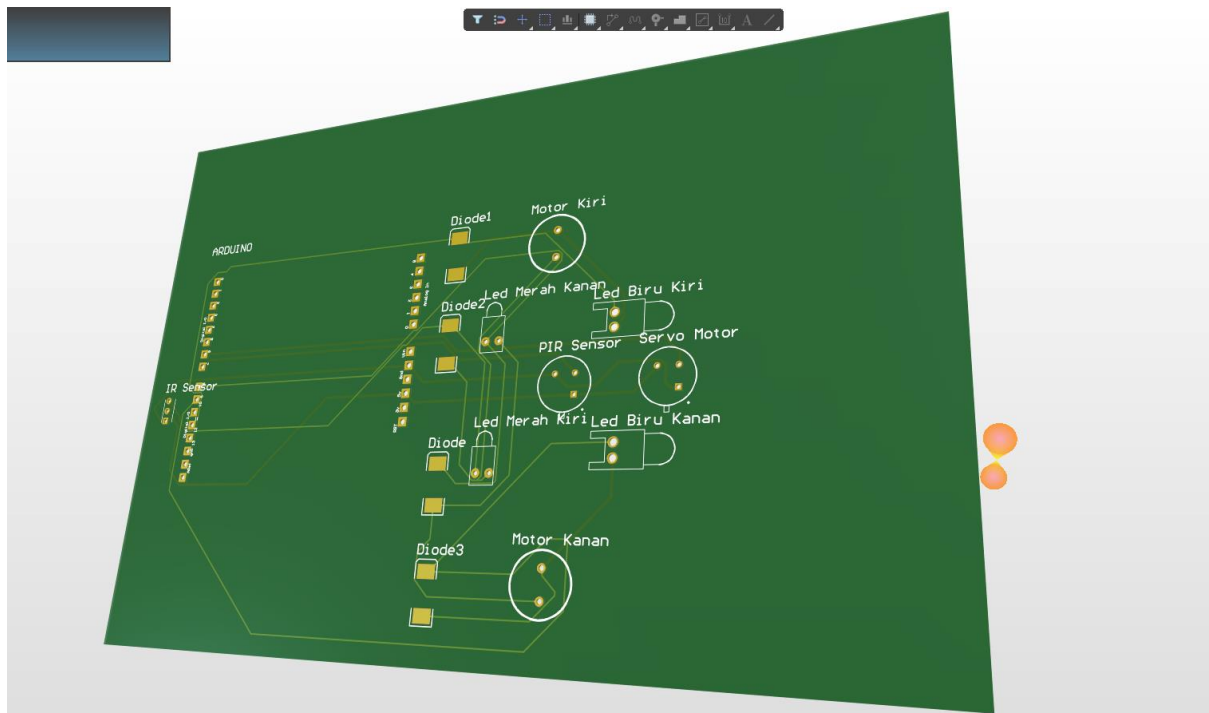 Motor Kiri
Diode1
ARDUINO
Led Merah Kanan
Led Biru Kiri
Diode2
PIR Sensor
Servo Motor
IR Sensor
Led Merah Kiri
Led Biru Kanan
Diode
Motor Kanan
Diode3